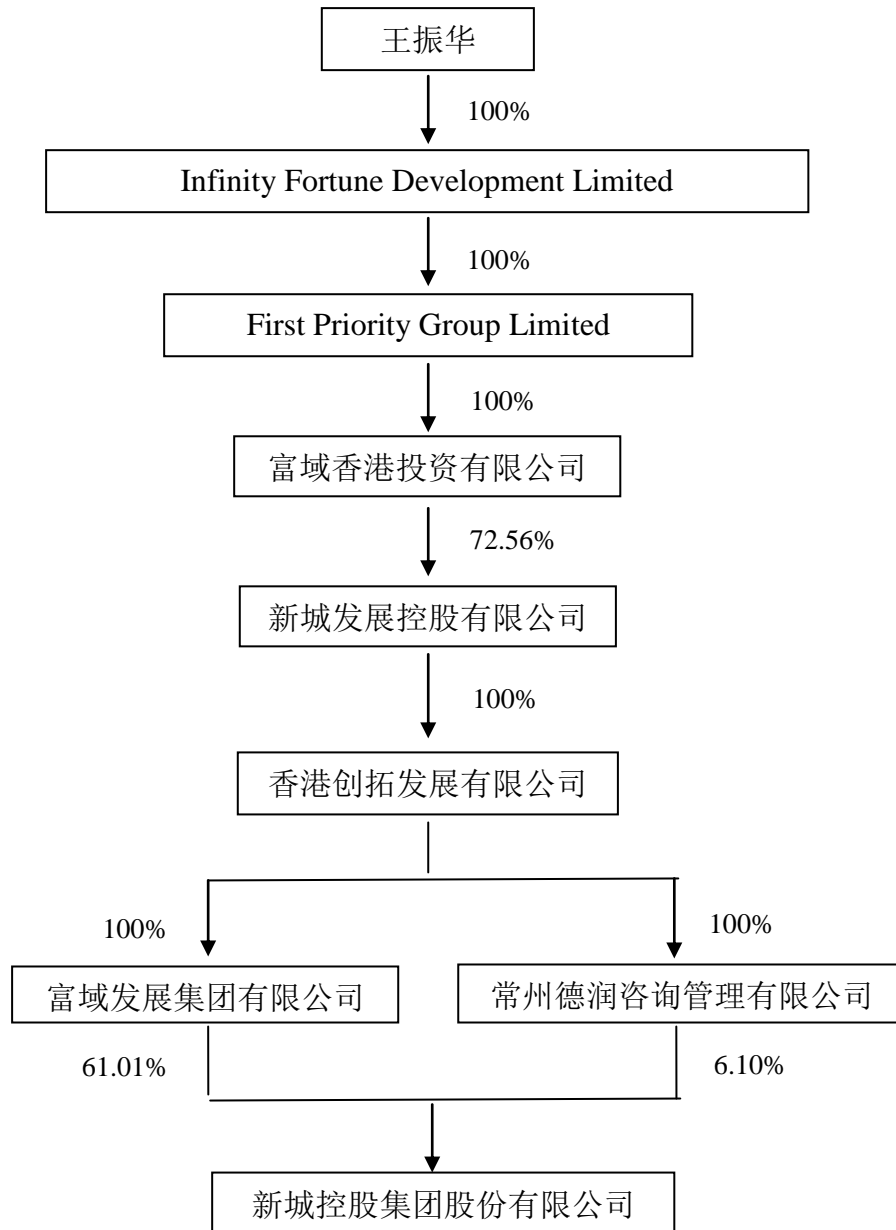 王振华
100%
Infinity Fortune Development Limited
100%
First Priority Group Limited
100%
富域香港投资有限公司
72.56%
新城发展控股有限公司
100%
香港创拓发展有限公司
100%
100%
富域发展集团有限公司
常州德润咨询管理有限公司
61.01%
6.10%
新城控股集团股份有限公司